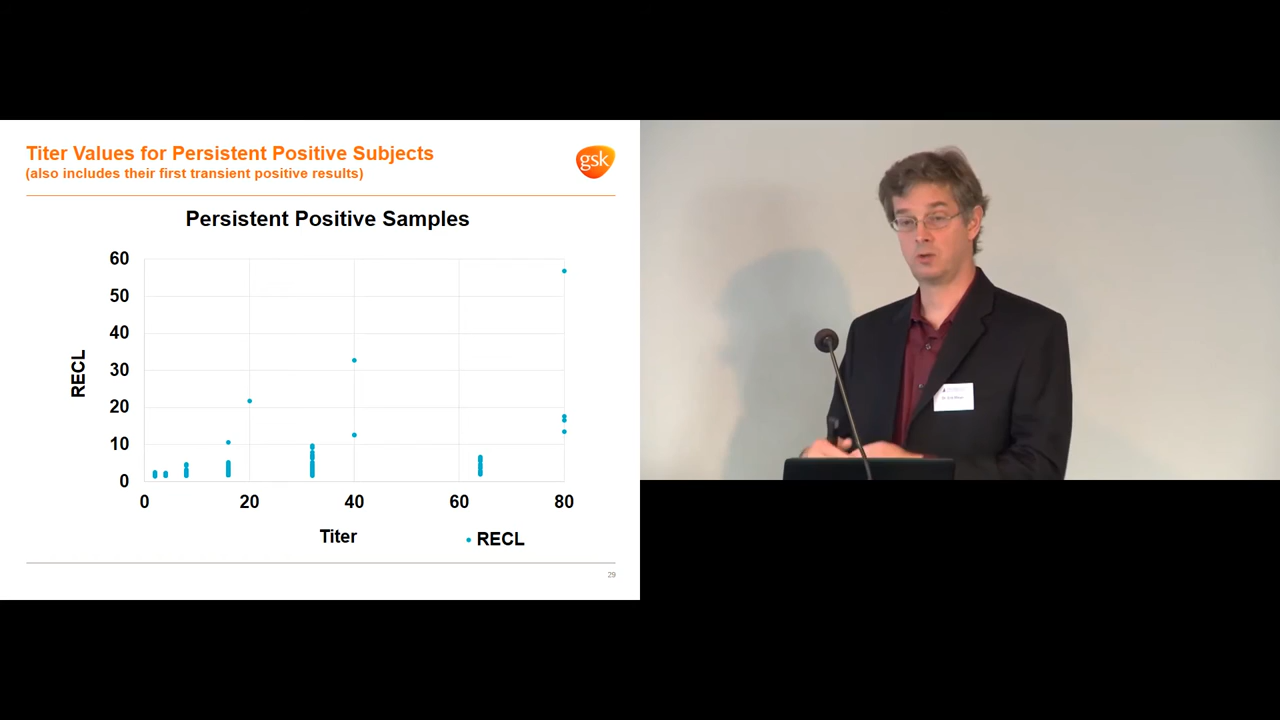 Titer Values for Persistent Positive Subjects
(also includes their first transient positive results)
gsk
Persistent Positive Samples
60
50
40
30
20
10
0
RECL
0 20 40 60 80
Titer
RECL
29